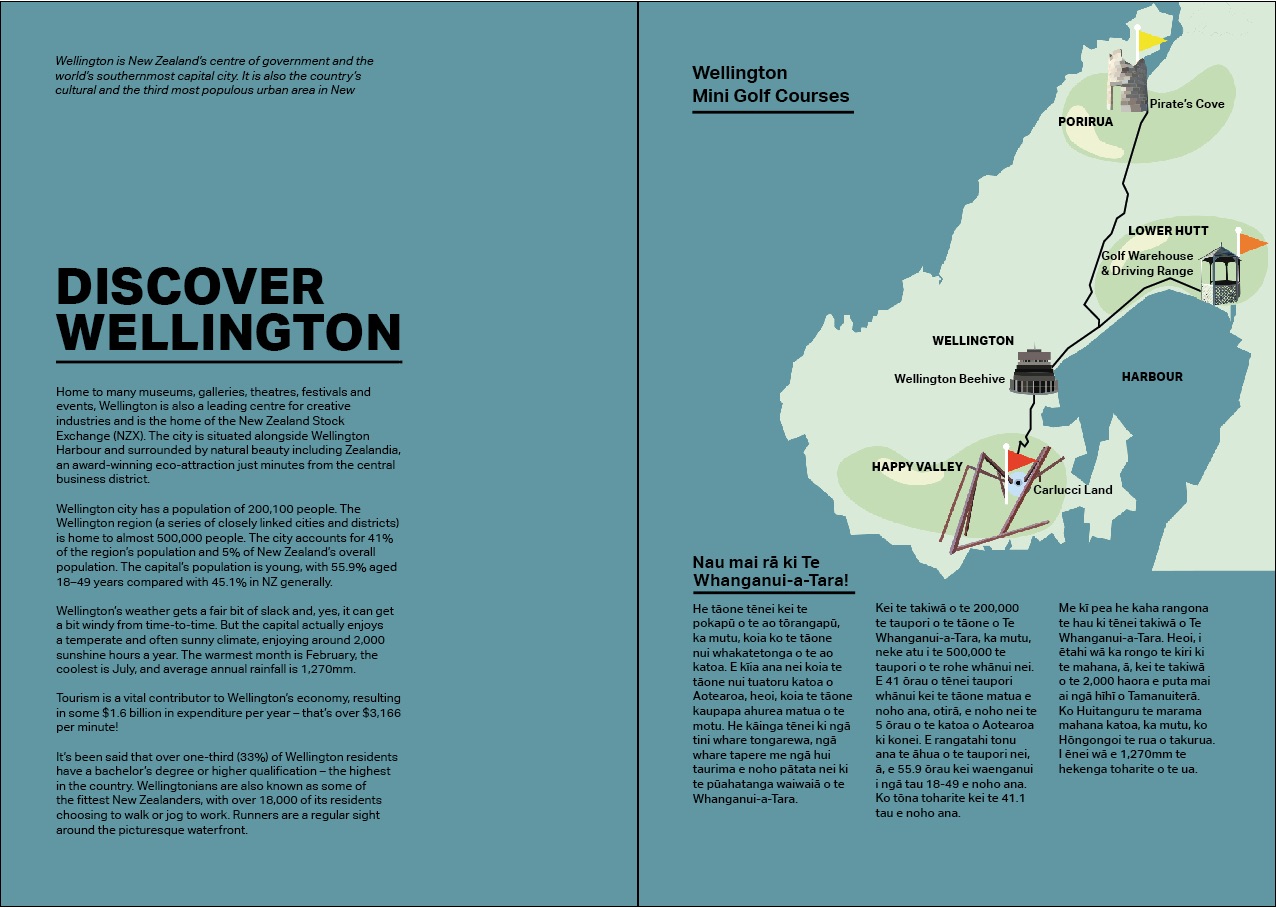 Wellington is New Zealand's centre of government and the
world's southernmost capital city. It is also the country's
cultural and the third most populous urban area in New
DISCOVER
WELLINGTON
Home to many museums, galleries, theatres, festivals and
events, Wellington is also a leading centre for creative
industries and is the home of the New Zealand Stock
Exchange (NZX). The city is situated alongside Wellington
Harbour and surrounded by natural beauty including Zealandia,
an award-winning eco-attraction just minutes from the central
business district.
Wellington city has a population of 200,100 people. The
Wellington region (a series of closely linked cities and districts)
is home to almost 500,000 people. The city accounts for 41%
of the region's population and 5% of New Zealand's overall
population. The capital's population is young, with 55.9% aged
18–49 years compared with 45.1% in NZ generally.
Wellington's weather gets a fair bit of slack and, yes, it can get
a bit windy from time-to-time. But the capital actually enjoys
a temperate and often sunny climate, enjoying around 2,000
sunshine hours a year. The warmest month is February, the
coolest is July, and average annual rainfall is 1,270mm.
Tourism is a vital contributor to Wellington's economy, resulting
in some $1.6 billion in expenditure per year – that's over $3,166
per minute!
It's been said that over one-third (33%) of Wellington residents
have a bachelor's degree or higher qualification – the highest
in the country. Wellingtonians are also known as some of
the fittest New Zealanders, with over 18,000 of its residents
choosing to walk or jog to work. Runners are a regular sight
around the picturesque waterfront.
Wellington
Mini Golf Courses
Pirate's Cove
PORIRUA
LOWER HUTT
Golf Warehouse
& Driving Range
WELLINGTON
Wellington Beehive
HARBOUR
HAPPY VALLEY
Carlucci Land
Nau mai rā ki Te
Whanganui-a-Tara!
He tāone tēnei kei te
pokapū o te ao tōrangapū,
ka mutu, koia ko te tāone
nui whakatetonga o te ao
katoa. E kīia ana nei koia te
tāone nui tuatoru katoa o
Aotearoa, heoi, koia te tāone
kaupapa ahurea matua o te
motu. He kāinga tēnei ki ngā
tini whare tongarewa, ngā
whare tapere me ngā hui
taurima e noho pātata nei ki
te pūahatanga waiwaiā o te
Whanganui-a-Tara.
Kei te takiwā o te 200,000
te taupori o te tāone o Te
Whanganui-a-Tara, ka mutu,
neke atu i te 500,000 te
taupori o te rohe whānui nei.
E 41 ōrau o tēnei taupori
whānui kei te tāone matua e
noho ana, otirā, e noho nei te
5 ōrau o te katoa o Aotearoa
ki konei. E rangatahi tonu
ana te āhua o te taupori nei,
ā, e 55.9 ōrau kei waenganui
i ngā tau 18-49 e noho ana.
Ko tōna toharite kei te 41.1
tau e noho ana.
Me kī pea he kaha rangona
te hau ki tēnei takiwā o Te
Whanganui-a-Tara. Heoi, i
ētahi wā ka rongo te kiri ki
te mahana, ā, kei te takiwā
o te 2,000 haora e puta mai
ai ngā hīhī o Tamanuiterā.
Ko Huitanguru te marama
mahana katoa, ka mutu, ko
Hōngongoi te rua o takurua.
I ēnei wā e 1,270mm te
hekenga toharite o te ua.